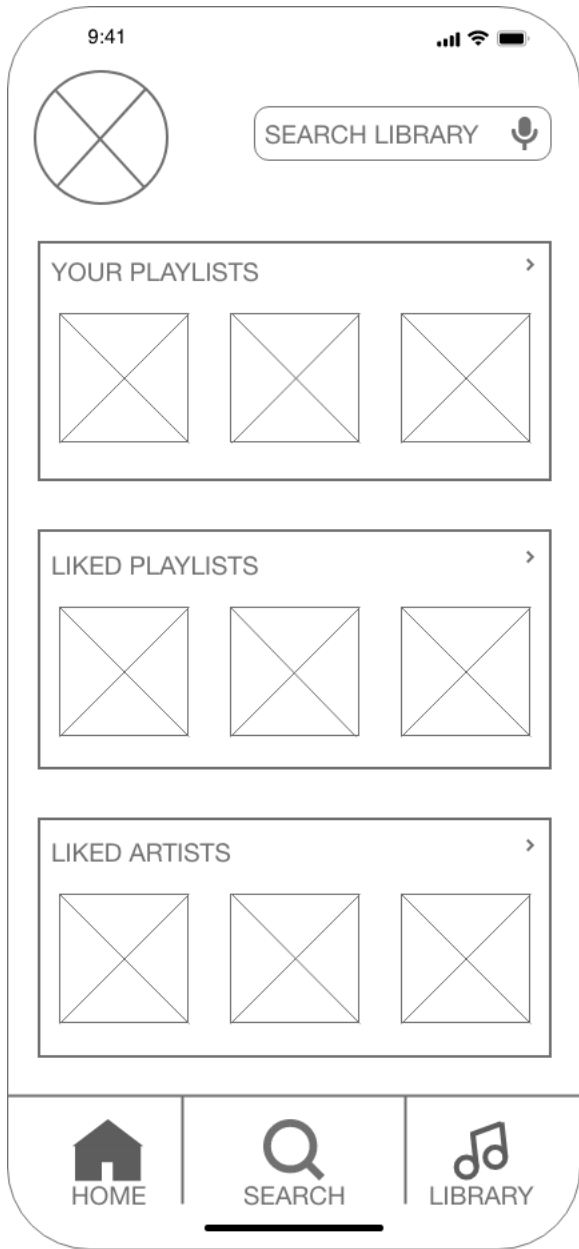 9:41
SEARCH LIBRARY
YOUR PLAYLISTS
LIKED PLAYLISTS
LIKED ARTISTS
HOME
SEARCH
LIBRARY